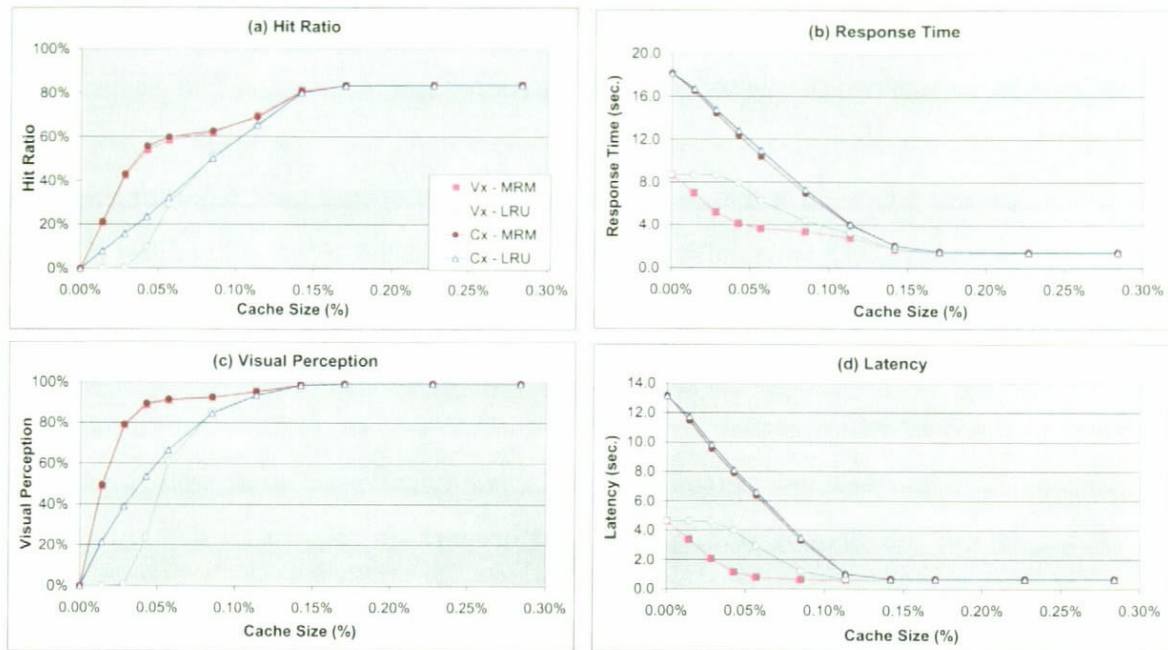 (a) Hit Ratio
100%
80%
60%
40%
20%
0%
Hit Ratio
Vx - MRM
Vx - LRU
Cx - MRM
Cx - LRU
0.00% 0.05% 0.10% 0.15% 0.20% 0.25% 0.30%
Cache Size (%)
(b) Response Time
20.0
16.0
12.0
8.0
4.0
0.0
Response Time (sec.)
0.00% 0.05% 0.10% 0.15% 0.20% 0.25% 0.30%
Cache Size (%)
(c) Visual Perception
100%
80%
60%
40%
20%
0%
Visual Perception
0.00% 0.05% 0.10% 0.15% 0.20% 0.25% 0.30%
Cache Size (%)
(d) Latency
14.0
12.0
10.0
8.0
6.0
4.0
2.0
0.0
Latency (sec.)
0.00% 0.05% 0.10% 0.15% 0.20% 0.25% 0.30%
Cache Size (%)